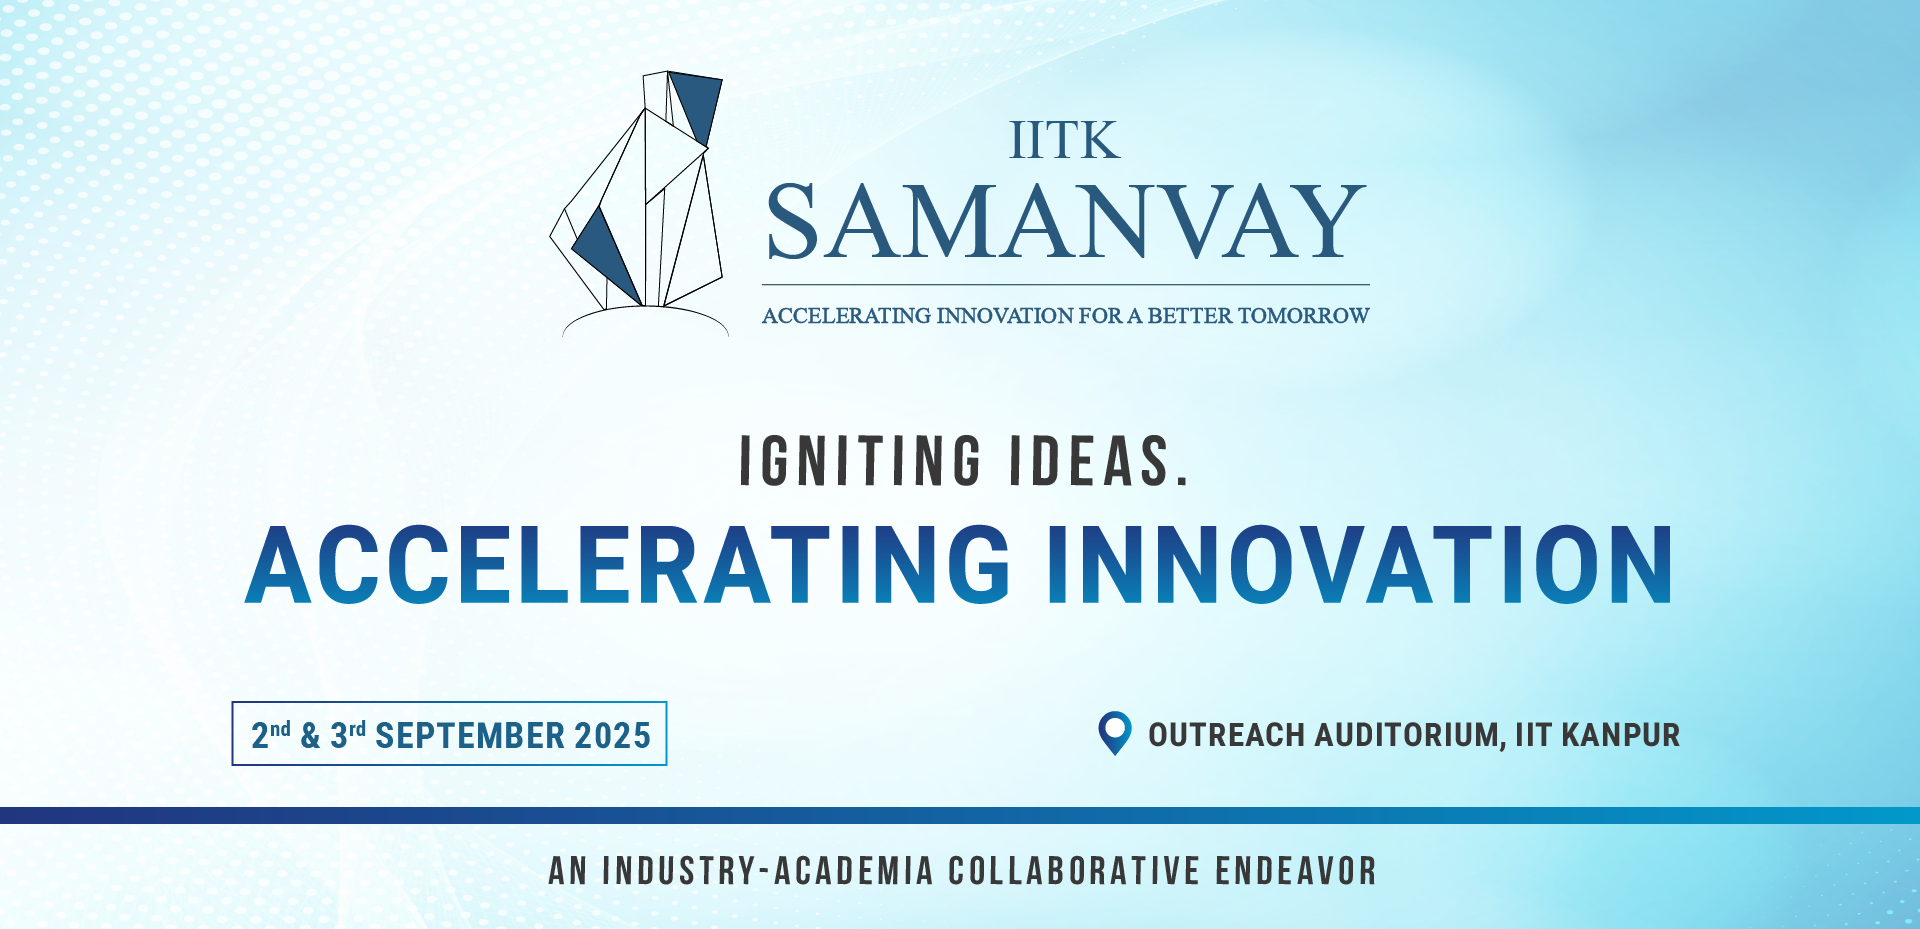 IITK
SAMANVAY
ACCELERATING INNOVATION FOR A BETTER TOMORROW
IGNITING IDEAS.
ACCELERATING INNOVATION
2nd & 3rd SEPTEMBER 2025
OUTREACH AUDITORIUM, IIT KANPUR
AN INDUSTRY-ACADEMIA COLLABORATIVE ENDEAVOR